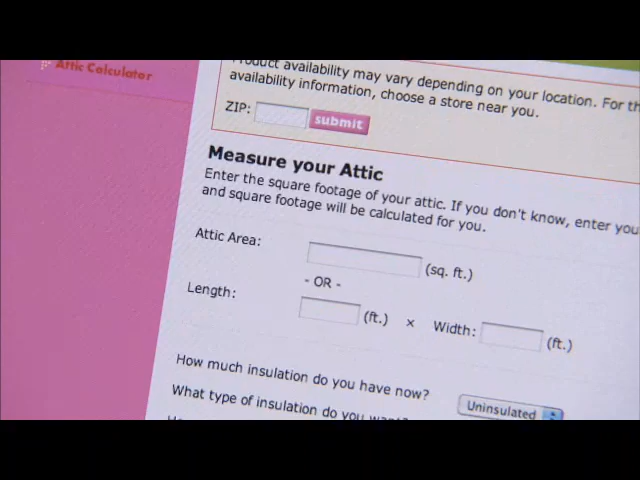 Attic Calculator
Product availability may vary depending on your location. For
availability information, choose a store near you.
ZIP: submit
Measure your Attic
Enter the square footage of your attic. If you don't know, enter
and square footage will be calculated for you.
Attic Area: (sq. ft.)
- OR -
Length: (ft.) × Width: (ft.)
How much insulation do you have now? Uninsulated
What type of insulation do you want?